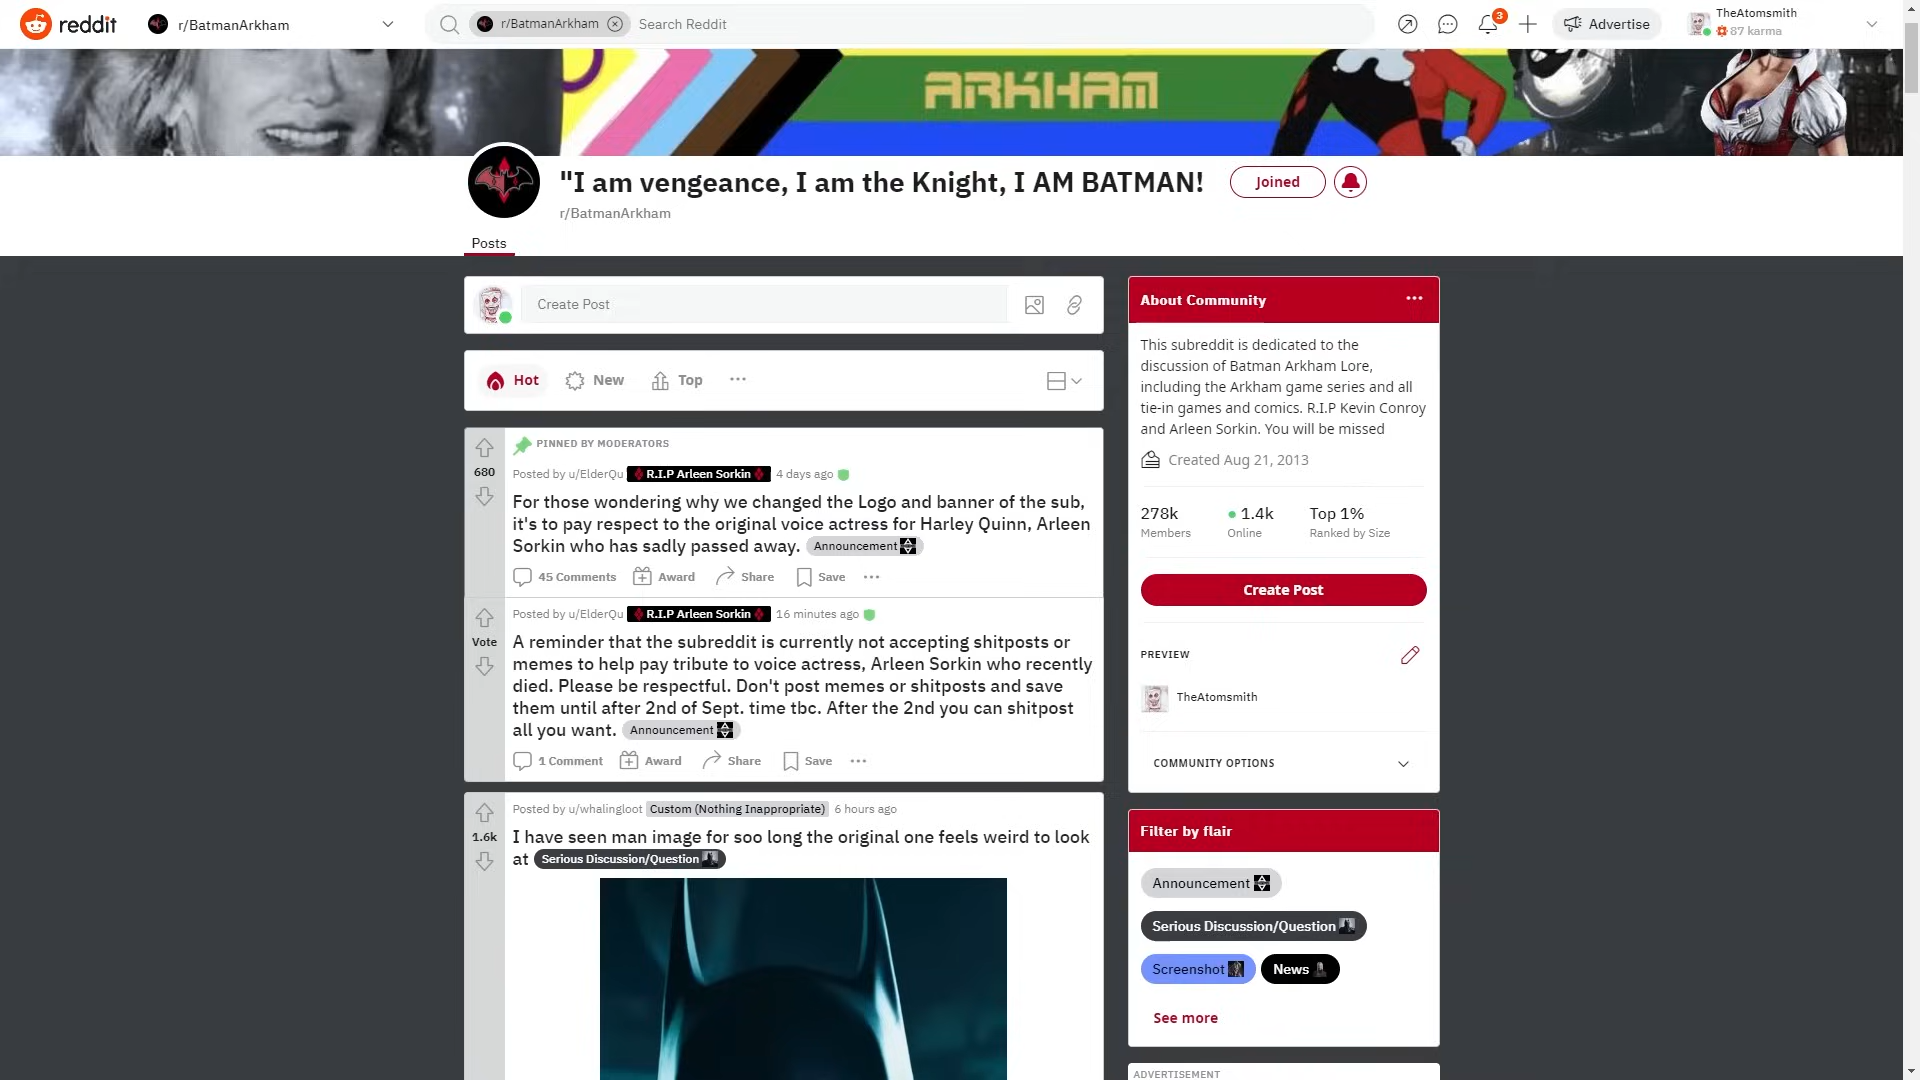 reddit
r/BatmanArkham
r/BatmanArkham
Search Reddit
3
Advertise
TheAtomsmith
87 karma
ARKHAM
"I am vengeance, I am the Knight, I AM BATMAN!
Joined
r/BatmanArkham
Posts
Create Post
Hot
New
Top
PINNED BY MODERATORS
Posted by u/ElderQu R.I.P Arleen Sorkin 4 days ago
680
For those wondering why we changed the Logo and banner of the sub,
it's to pay respect to the original voice actress for Harley Quinn, Arleen
Sorkin who has sadly passed away. Announcement
45 Comments Award Share Save
Posted by u/ElderQu R.I.P Arleen Sorkin 16 minutes ago
Vote
A reminder that the subreddit is currently not accepting shitposts or
memes to help pay tribute to voice actress, Arleen Sorkin who recently
died. Please be respectful. Don't post memes or shitposts and save
them until after 2nd of Sept. time tbc. After the 2nd you can shitpost
all you want. Announcement
1 Comment Award Share Save
Posted by u/whalingloot Custom (Nothing Inappropriate) 6 hours ago
1.6k
I have seen man image for soo long the original one feels weird to look
at Serious Discussion/Question
About Community
This subreddit is dedicated to the
discussion of Batman Arkham Lore,
including the Arkham game series and all
tie-in games and comics. R.I.P Kevin Conroy
and Arleen Sorkin. You will be missed
Created Aug 21, 2013
278k 1.4k Top 1%
Members Online Ranked by Size
Create Post
PREVIEW
TheAtomsmith
COMMUNITY OPTIONS
Filter by flair
Announcement
Serious Discussion/Question
Screenshot News
See more
ADVERTISEMENT